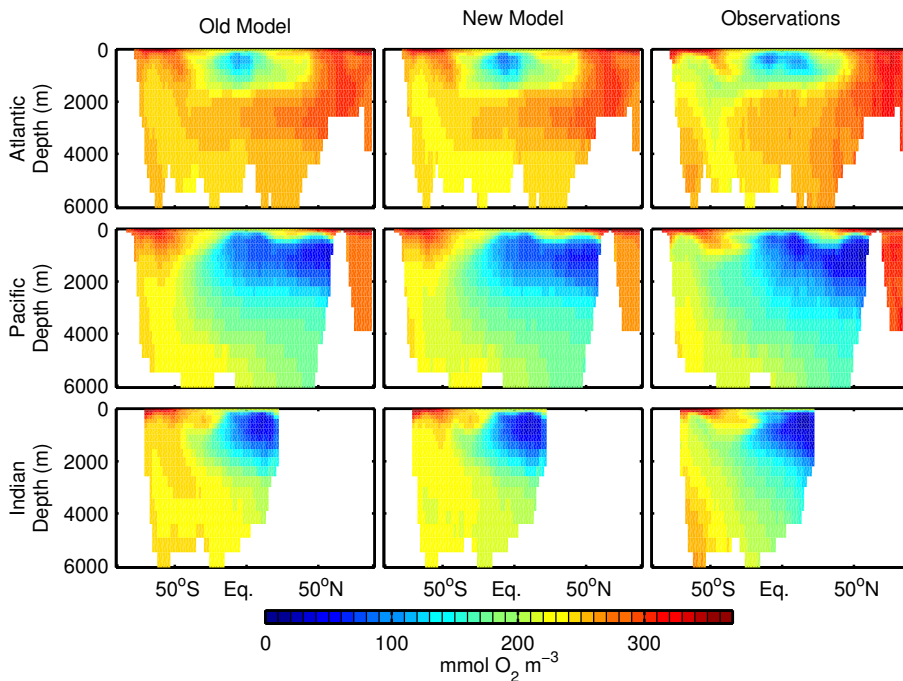 Old Model
New Model
Observations
Atlantic
Depth (m)
0
2000
4000
6000
Pacific
Depth (m)
0
2000
4000
6000
Indian
Depth (m)
0
2000
4000
6000
50°S Eq. 50°N
50°S Eq. 50°N
50°S Eq. 50°N
0 100 200 300
mmol O₂ m⁻³